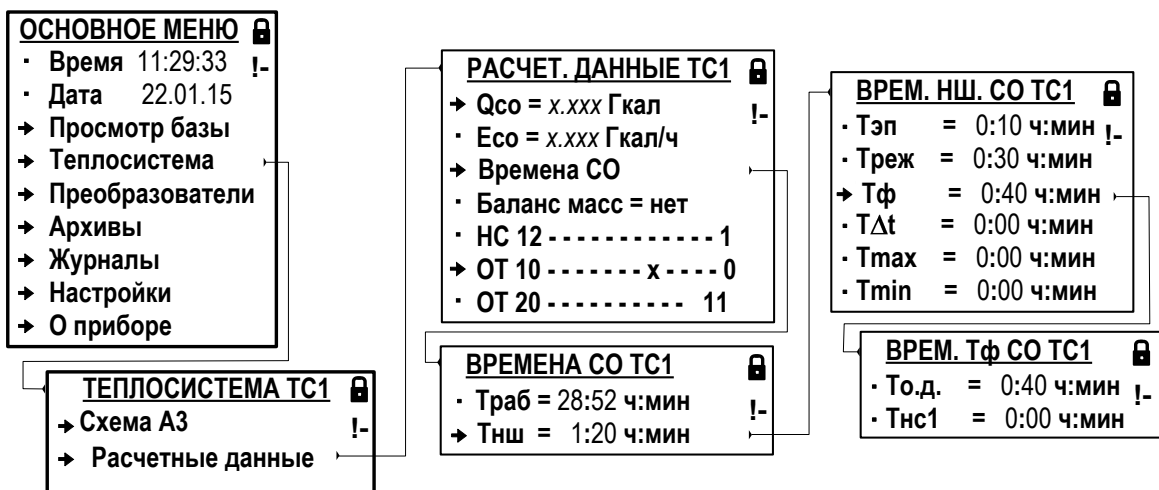 ОСНОВНОЕ МЕНЮ
· Время 11:29:33 !-
· Дата 22.01.15
→ Просмотр базы
→ Теплосистема
→ Преобразователи
→ Архивы
→ Журналы
→ Настройки
→ О приборе
ТЕПЛОСИСТЕМА ТС1
→ Схема А3 !-
→ Расчетные данные
РАСЧЕТ. ДАННЫЕ ТС1
→ Qсо = x.xxx Гкал !-
· Eсо = x.xxx Гкал/ч
→ Времена СО
· Баланс масс = нет
· НС 12 - - - - - - - - - - - - 1
→ ОТ 10 - - - - - - - x - - - - 0
· ОТ 20 - - - - - - - - - - 11
ВРЕМЕНА СО ТС1
· Траб = 28:52 ч:мин !-
→ Тнш = 1:20 ч:мин
ВРЕМ. НШ. СО ТС1
· Тэп = 0:10 ч:мин !-
· Треж = 0:30 ч:мин
→ Тф = 0:40 ч:мин
· TΔt = 0:00 ч:мин
· Tmax = 0:00 ч:мин
· Tmin = 0:00 ч:мин
ВРЕМ. Тф СО ТС1
· То.д. = 0:40 ч:мин !-
· Тнс1 = 0:00 ч:мин